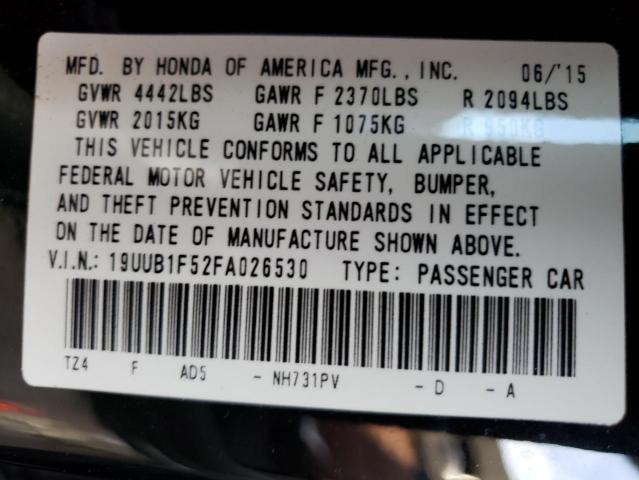 MFD. BY HONDA OF AMERICA MFG., INC. 06/'15
GVWR 4442LBS GAWR F 2370LBS R 2094LBS
GVWR 2015KG GAWR F 1075KG R 950KG
THIS VEHICLE CONFORMS TO ALL APPLICABLE
FEDERAL MOTOR VEHICLE SAFETY, BUMPER,
AND THEFT PREVENTION STANDARDS IN EFFECT
ON THE DATE OF MANUFACTURE SHOWN ABOVE.
V.I.N.: 19UUB1F52FA026530 TYPE: PASSENGER CAR
TZ4 F AD5 - NH731PV - D - A